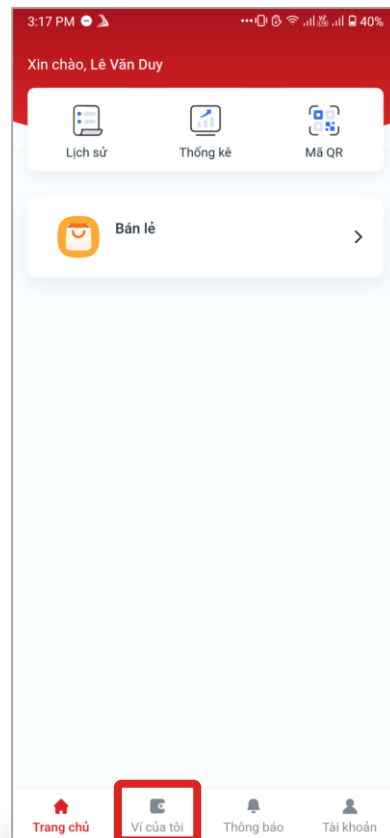 3:17 PM 40%
Xin chào, Lê Văn Duy
Lịch sử Thống kê Mã QR
Bán lẻ
Trang chủ Ví của tôi Thông báo Tài khoản